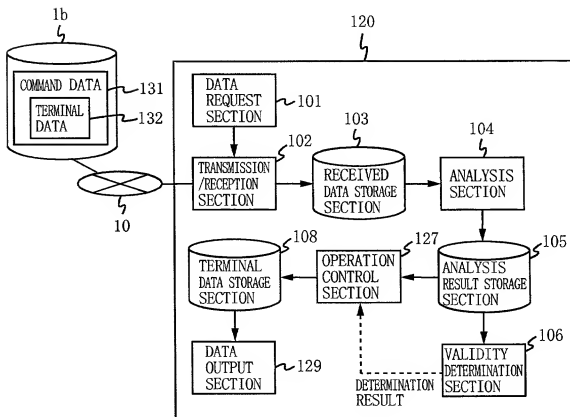 1b
120
COMMAND DATA
131
TERMINAL
DATA
132
DATA
REQUEST
SECTION
101
102
103
104
TRANSMISSION
/RECEPTION
SECTION
RECEIVED
DATA STORAGE
SECTION
ANALYSIS
SECTION
10
108
127
105
TERMINAL
DATA STORAGE
SECTION
OPERATION
CONTROL
SECTION
ANALYSIS
RESULT STORAGE
SECTION
106
DATA
OUTPUT
SECTION
129
DETERMINATION
RESULT
VALIDITY
DETERMINATION
SECTION